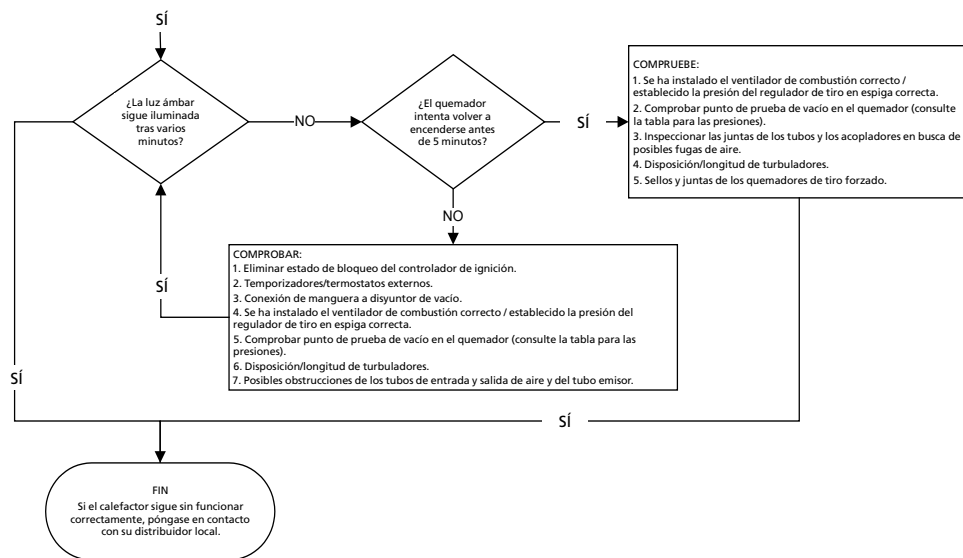 SÍ
¿La luz ámbar
sigue iluminada
tras varios
minutos?
NO
¿El quemador
intenta volver a
encenderse antes
de 5 minutos?
SÍ
COMPRUEBE:
1. Se ha instalado el ventilador de combustión correcto /
establecido la presión del regulador de tiro en espiga correcta.
2. Comprobar punto de prueba de vacío en el quemador (consulte
la tabla para las presiones).
3. Inspeccionar las juntas de los tubos y los acopladores en busca de
posibles fugas de aire.
4. Disposición/longitud de turbuladores.
5. Sellos y juntas de los quemadores de tiro forzado.
NO
COMPROBAR:
1. Eliminar estado de bloqueo del controlador de ignición.
2. Temporizadores/termostatos externos.
3. Conexión de manguera a disyuntor de vacío.
4. Se ha instalado el ventilador de combustión correcto / establecido la presión del
regulador de tiro en espiga correcta.
5. Comprobar punto de prueba de vacío en el quemador (consulte la tabla para las
presiones).
6. Disposición/longitud de turbuladores.
7. Posibles obstrucciones de los tubos de entrada y salida de aire y del tubo emisor.
SÍ
SÍ
SÍ
FIN
Si el calefactor sigue sin funcionar
correctamente, póngase en contacto
con su distribuidor local.